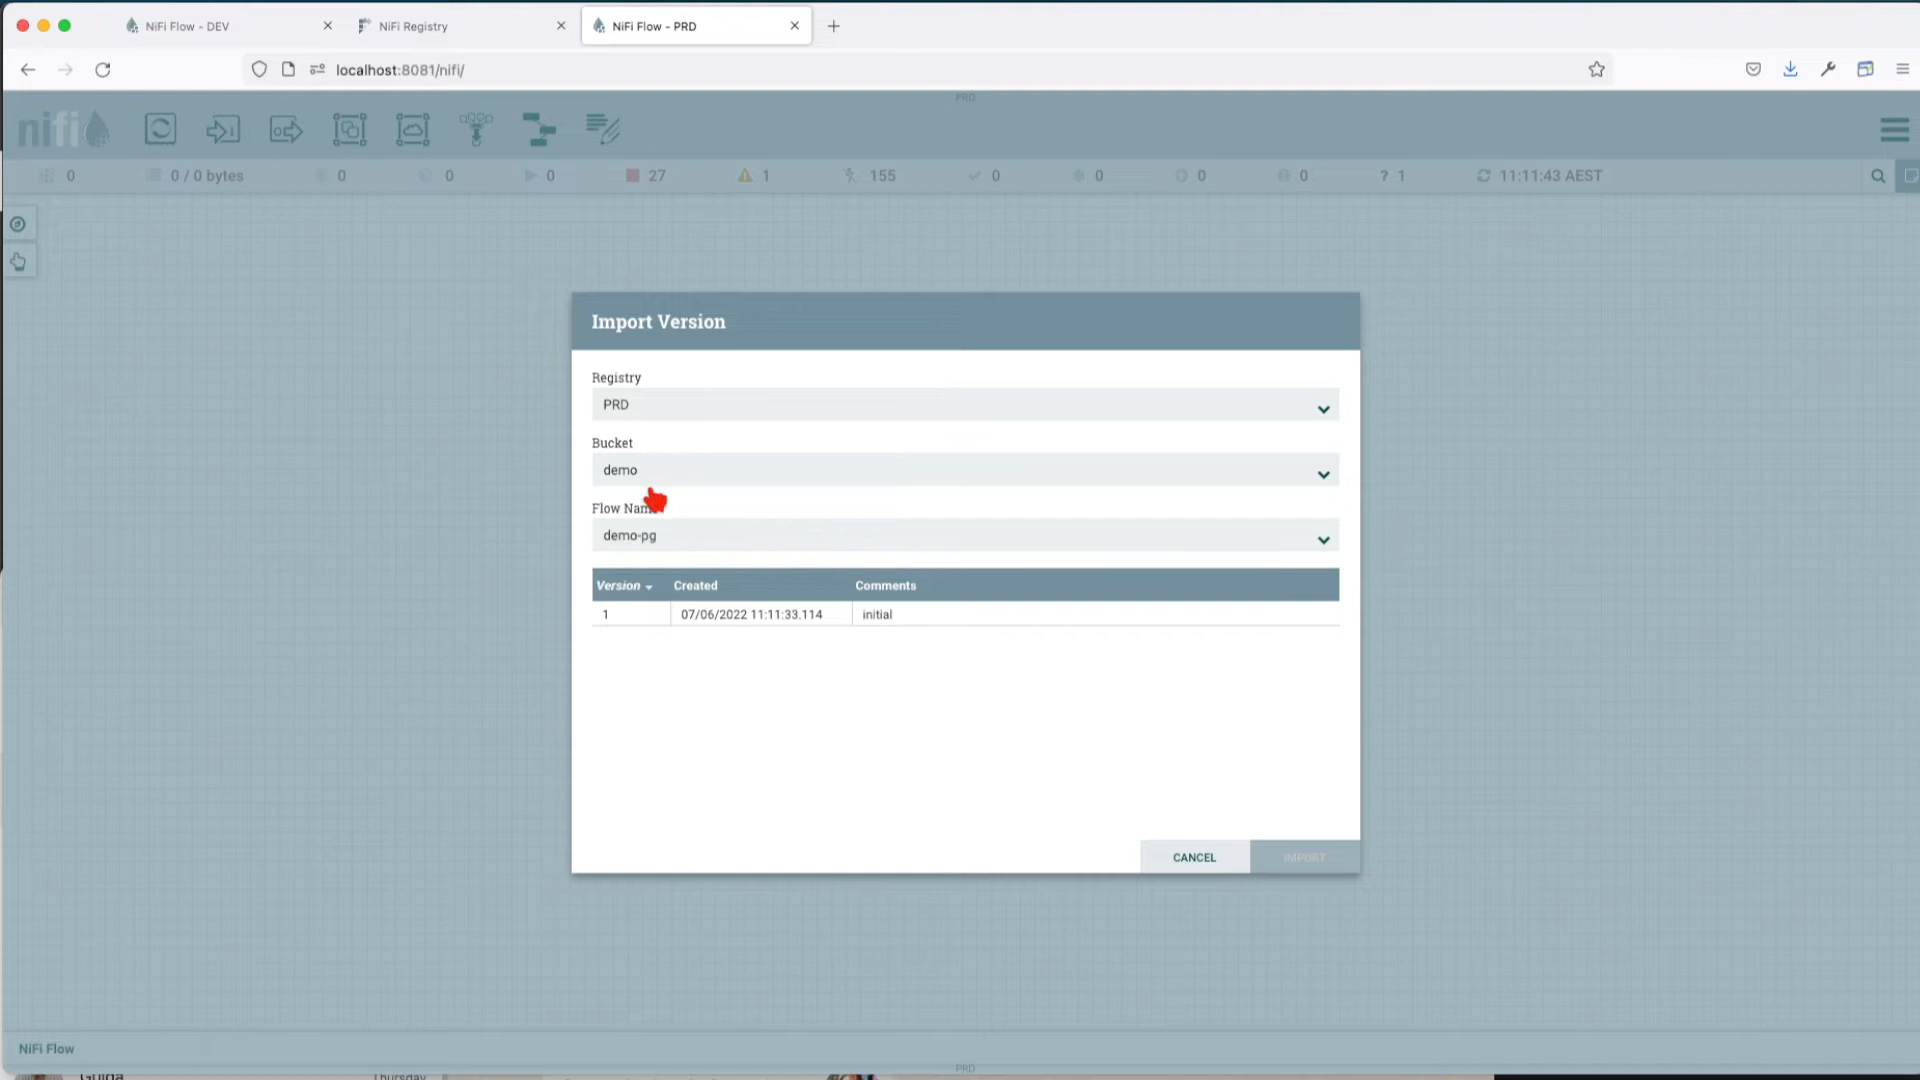 NiFi Flow - DEV
NiFi Registry
NiFi Flow - PRD
localhost:8081/nifi/
PRD
nifi
0
0 / 0 bytes
0
0
0
27
1
155
0
0
0
0
? 1
11:11:43 AEST
Import Version
Registry
PRD
Bucket
demo
Flow Name
demo-pg
Version
Created
Comments
1
07/06/2022 11:11:33.114
initial
CANCEL
IMPORT
NiFi Flow
PRD
Guida
Thursday